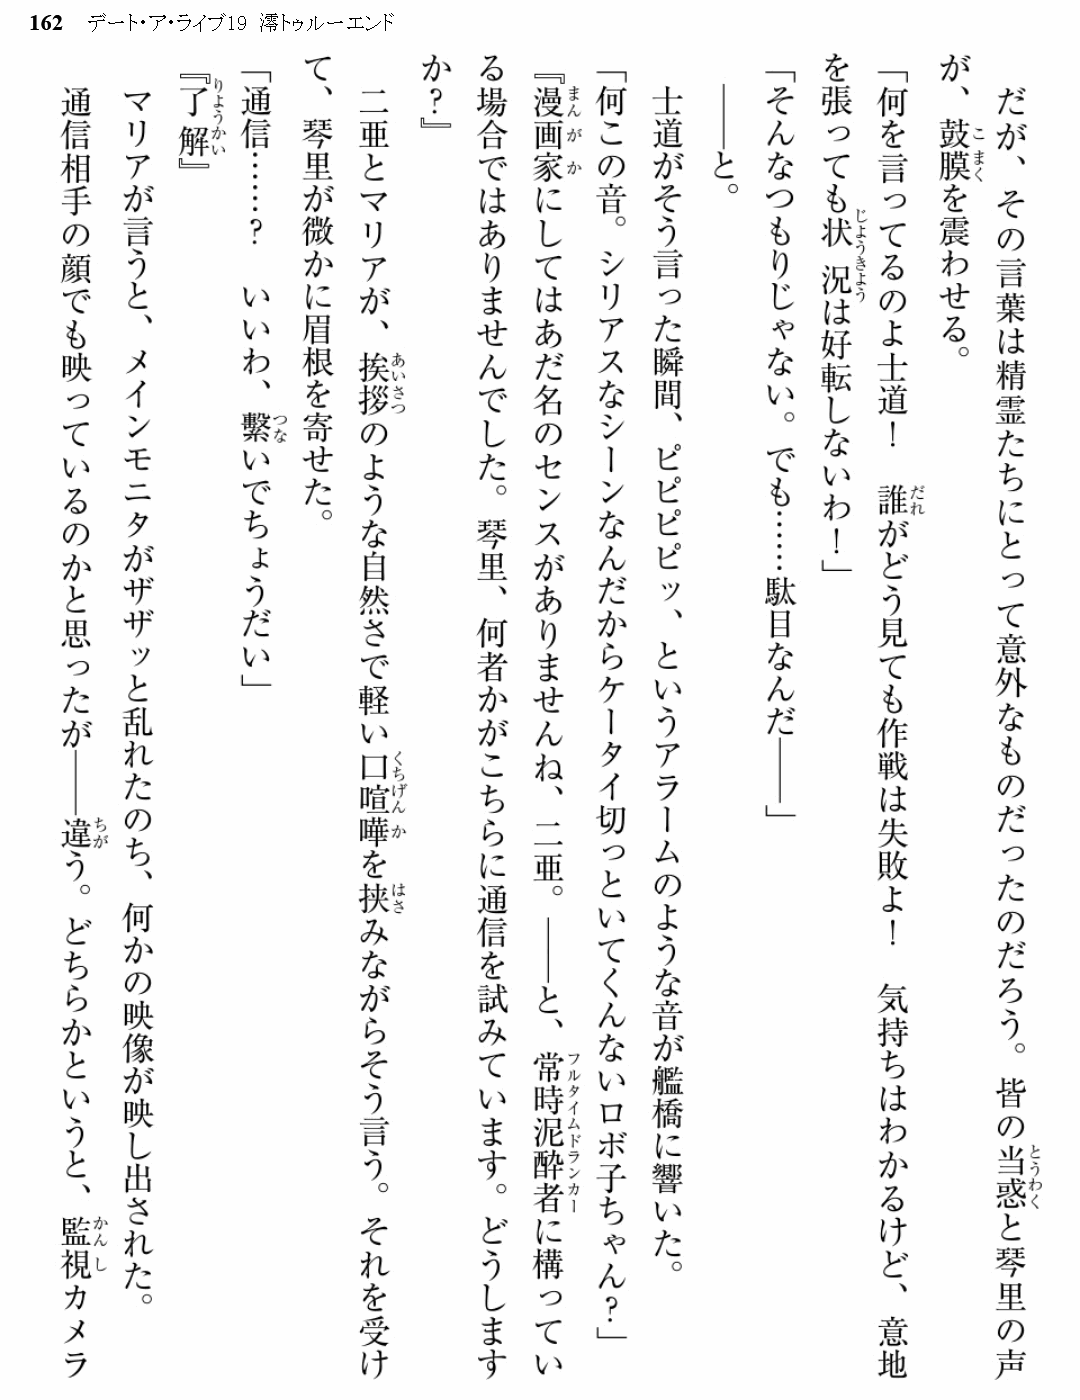 162 デート・ア・ライブ19 澪トゥルーエンド
だが、その言葉は精霊たちにとって意外なものだったのだろう。皆の当惑と琴里の声
が、鼓膜を震わせる。
「何を言ってるのよ士道！　誰がどう見ても作戦は失敗よ！　気持ちはわかるけど、意地
を張っても状況は好転しないわ！」
「そんなつもりじゃない。でも……駄目なんだ――」
――と。
士道がそう言った瞬間、ピピピピッ、というアラームのような音が艦橋に響いた。
「何この音。シリアスなシーンなんだからケータイ切っといてくんないロボ子ちゃん？」
『漫画家にしてはあだ名のセンスがありませんね、二亜。――と、常時泥酔者に構ってい
る場合ではありませんでした。琴里、何者かがこちらに通信を試みています。どうします
か？』
二亜とマリアが、挨拶のような自然さで軽い口喧嘩を挟みながらそう言う。それを受け
て、琴里が微かに眉根を寄せた。
「通信……？　いいわ、繋いでちょうだい」
『了解』
マリアが言うと、メインモニタがザザッと乱れたのち、何かの映像が映し出された。
通信相手の顔でも映っているのかと思ったが――違う。どちらかというと、監視カメラ